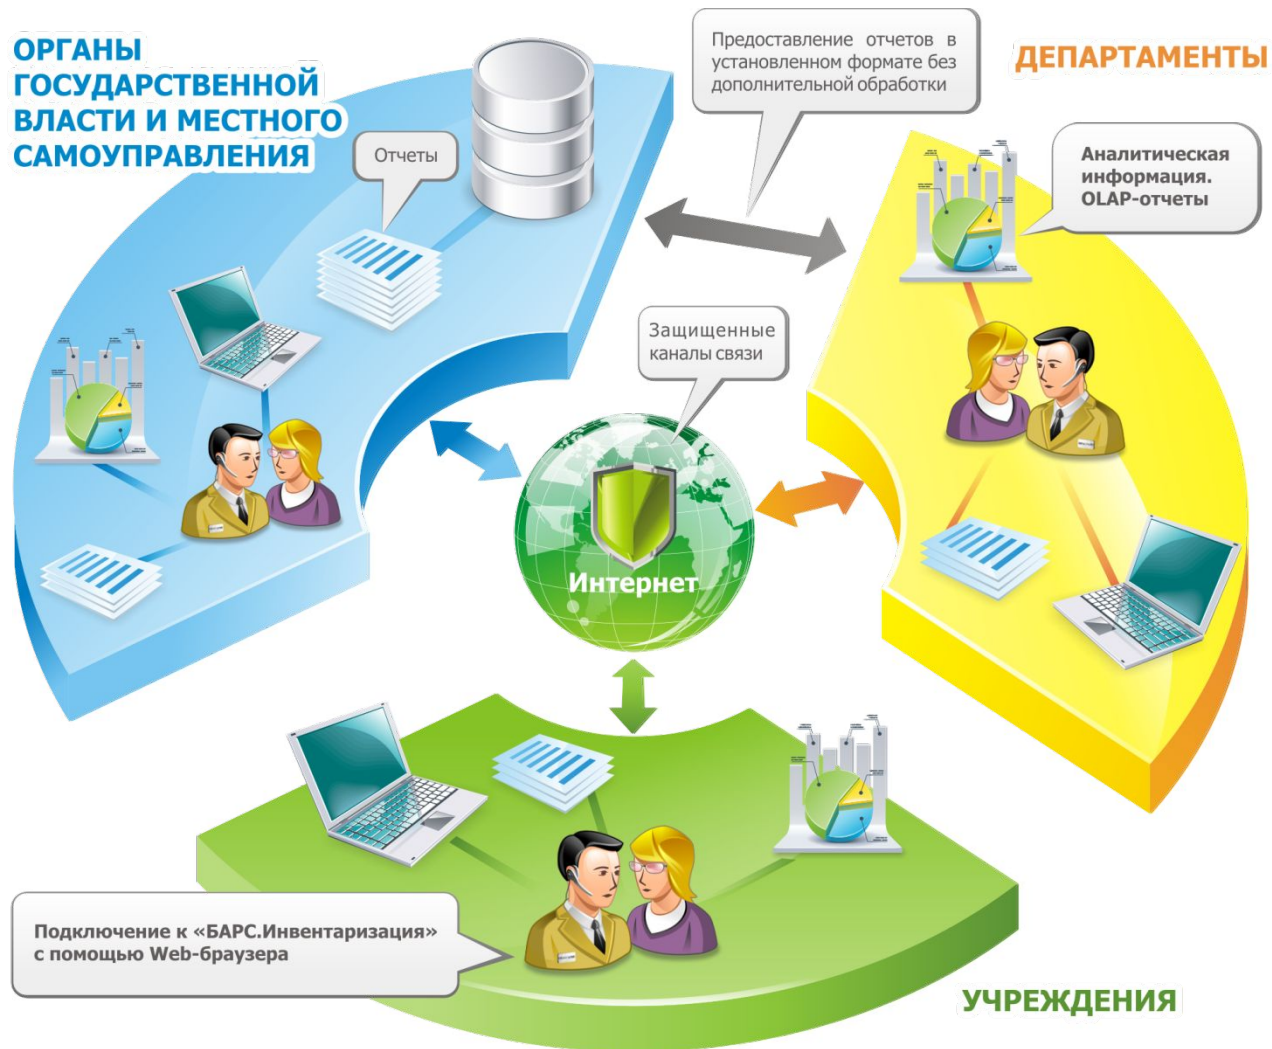 ОРГАНЫ
ГОСУДАРСТВЕННОЙ
ВЛАСТИ И МЕСТНОГО
САМОУПРАВЛЕНИЯ
Отчеты
Предоставление отчетов в
установленном формате без
дополнительной обработки
ДЕПАРТАМЕНТЫ
Аналитическая
информация.
OLAP-отчеты
Защищенные
каналы связи
Интернет
Подключение к «БАРС.Инвентаризация»
с помощью Web-браузера
УЧРЕЖДЕНИЯ